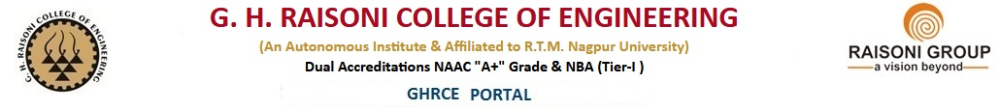 G. H. RAISONI COLLEGE OF ENGINEERING
G. H. RAISONI COLLEGE OF ENGINEERING
(An Autonomous Institute & Affiliated to R.T.M. Nagpur University)
Dual Accreditations NAAC "A+" Grade & NBA (Tier-I )
GHRCE PORTAL
RAISONI GROUP
a vision beyond